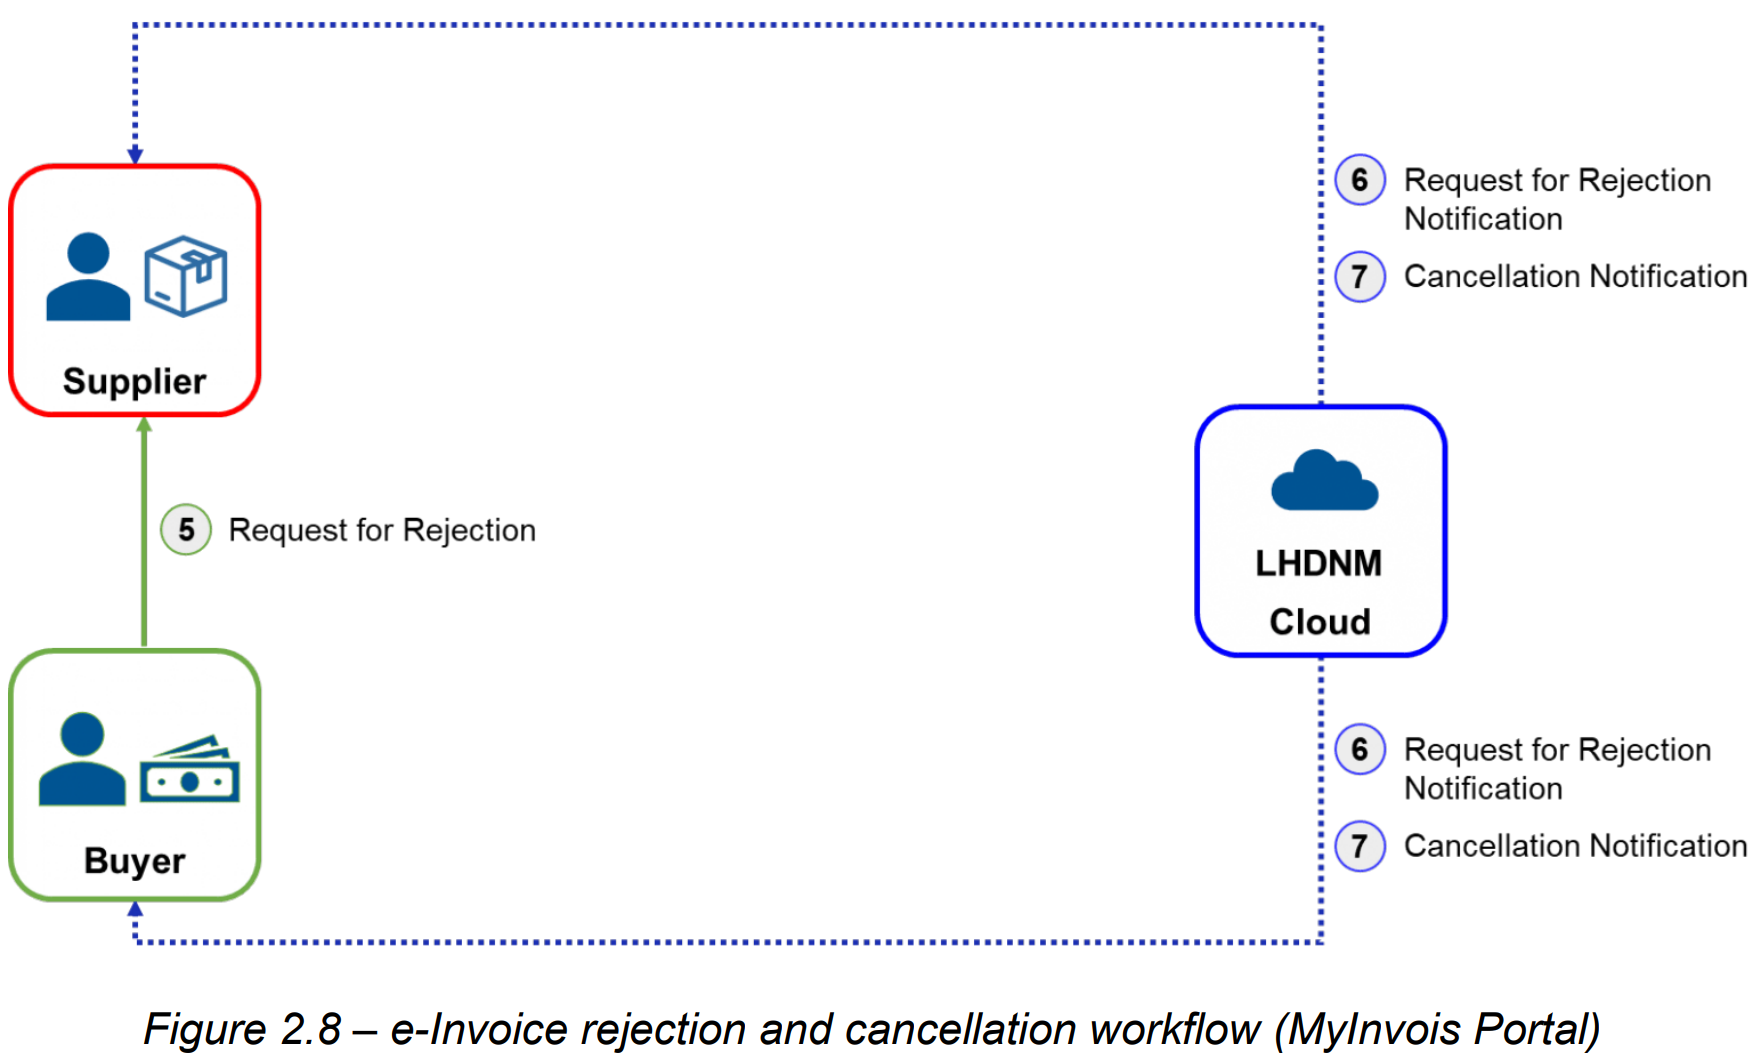 6 Request for Rejection
Notification
7 Cancellation Notification
Supplier
5 Request for Rejection
LHDNM
Cloud
6 Request for Rejection
Notification
7 Cancellation Notification
Buyer
Figure 2.8 – e-Invoice rejection and cancellation workflow (MyInvois Portal)